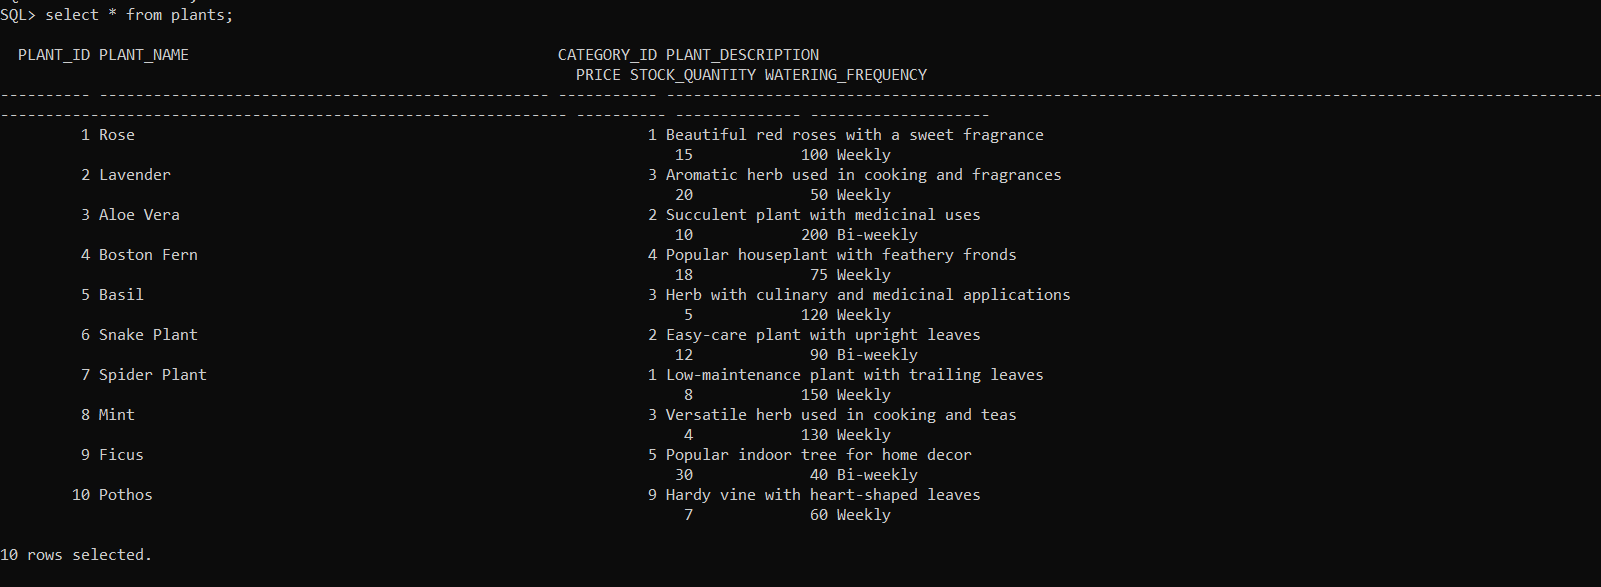 SQL> select * from plants;
  PLANT_ID PLANT_NAME                                         CATEGORY_ID PLANT_DESCRIPTION
                                                                PRICE STOCK_QUANTITY WATERING_FREQUENCY
---------- -------------------------------------------------- ----------- --------------------------------------------------------------------------------------------------------
--------------------------------------------------------------- ---------- -------------- --------------------
         1 Rose                                                         1 Beautiful red roses with a sweet fragrance
                                                                           15            100 Weekly
         2 Lavender                                                     3 Aromatic herb used in cooking and fragrances
                                                                           20             50 Weekly
         3 Aloe Vera                                                    2 Succulent plant with medicinal uses
                                                                           10            200 Bi-weekly
         4 Boston Fern                                                  4 Popular houseplant with feathery fronds
                                                                           18             75 Weekly
         5 Basil                                                        3 Herb with culinary and medicinal applications
                                                                            5            120 Weekly
         6 Snake Plant                                                  2 Easy-care plant with upright leaves
                                                                           12             90 Bi-weekly
         7 Spider Plant                                                 1 Low-maintenance plant with trailing leaves
                                                                            8            150 Weekly
         8 Mint                                                         3 Versatile herb used in cooking and teas
                                                                            4            130 Weekly
         9 Ficus                                                        5 Popular indoor tree for home decor
                                                                           30             40 Bi-weekly
        10 Pothos                                                       9 Hardy vine with heart-shaped leaves
                                                                            7             60 Weekly
10 rows selected.